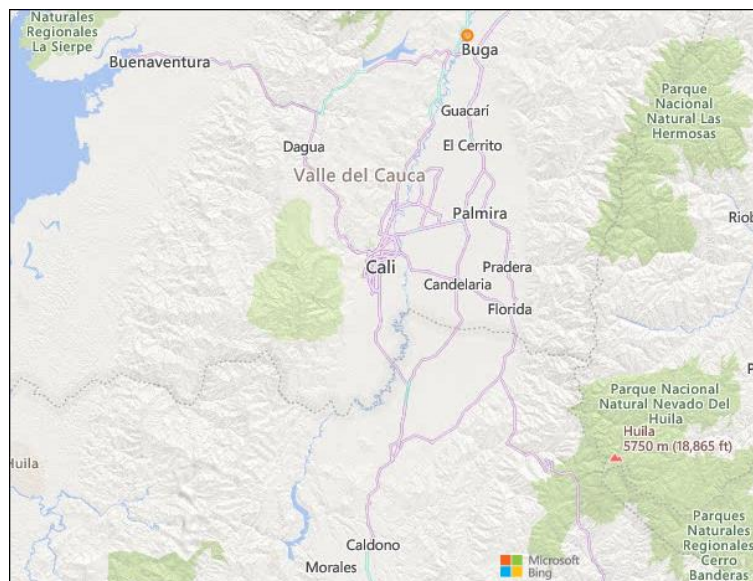 Naturales
Regionales
La Sierpe
Buenaventura
Buga
Guacarí
Parque
Nacional
Natural Las
Hermosas
Dagua
El Cerrito
Valle del Cauca
Palmira
Riob
Cali
Pradera
Candelaria
Florida
Parque Nacional
Natural Nevado Del
Huila
P
Huila
5750 m (18,865 ft)
Huila
Parques
Naturales
Regionales
Cerro
Banderas
Caldono
Morales
Microsoft
Bing